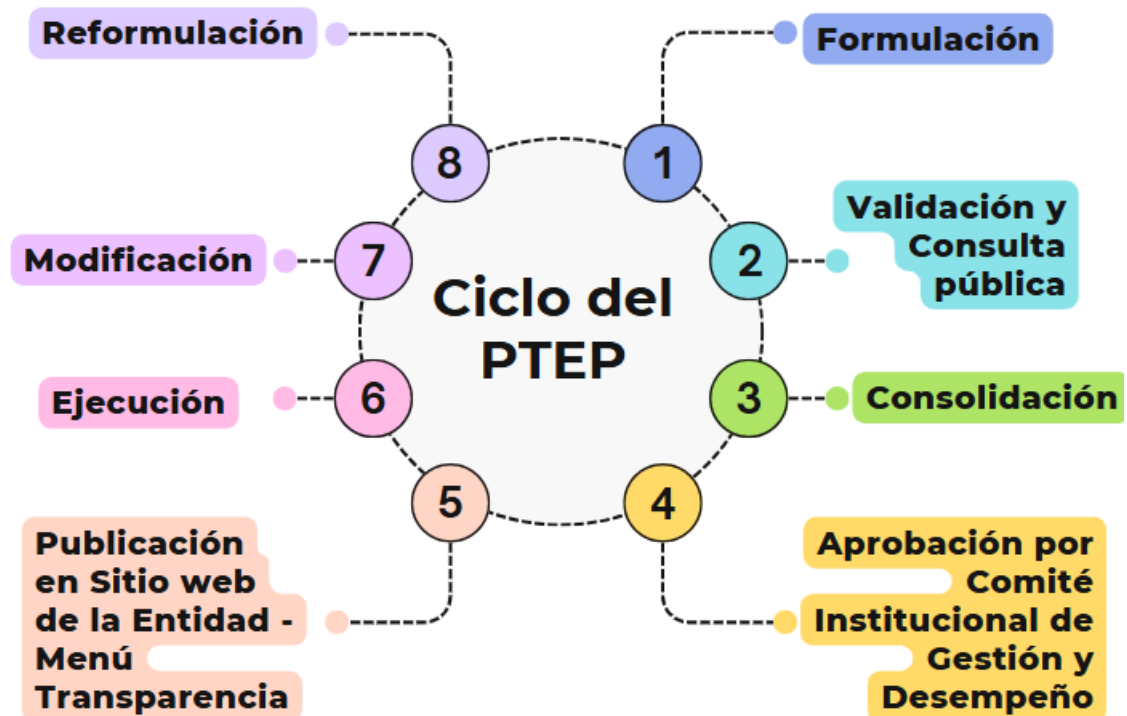 Reformulación
Formulación
8
1
Validación y
Consulta
pública
Modificación
7
2
Ciclo del
PTEP
Ejecución
6
3
Consolidación
5
4
Publicación
en Sitio web
de la Entidad -
Menú
Transparencia
Aprobación por
Comité
Institucional de
Gestión y
Desempeño